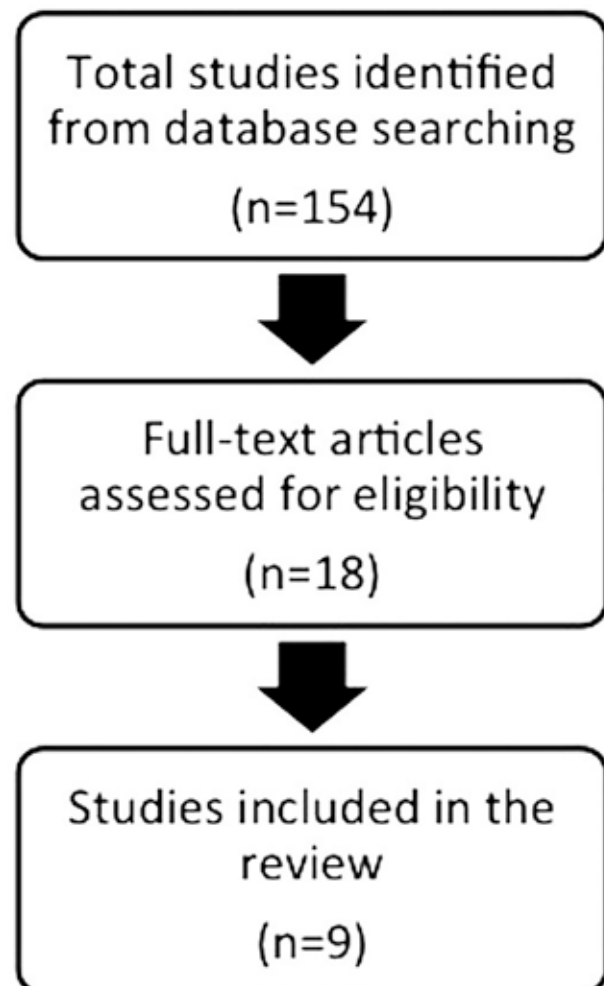 Total studies identified
from database searching
(n=154)
Full-text articles
assessed for eligibility
(n=18)
Studies included in the
review
(n=9)